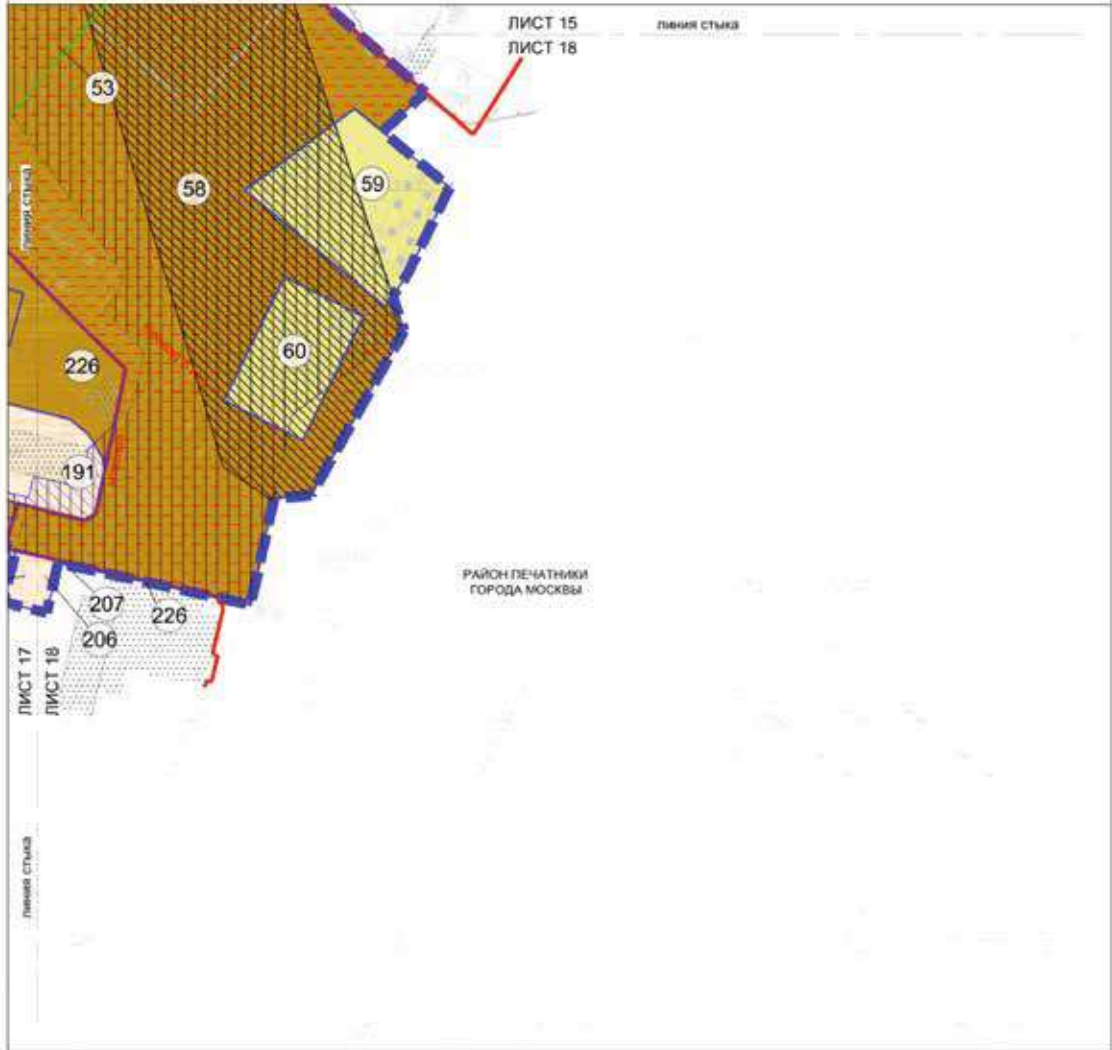 ЛИСТ 15
линия стыка
ЛИСТ 18
53
58
59
линия стыка
60
226
191
РАЙОН ПЕЧАТНИКИ
ГОРОДА МОСКВЫ
207
226
206
ЛИСТ 17
ЛИСТ 18
линия стыка